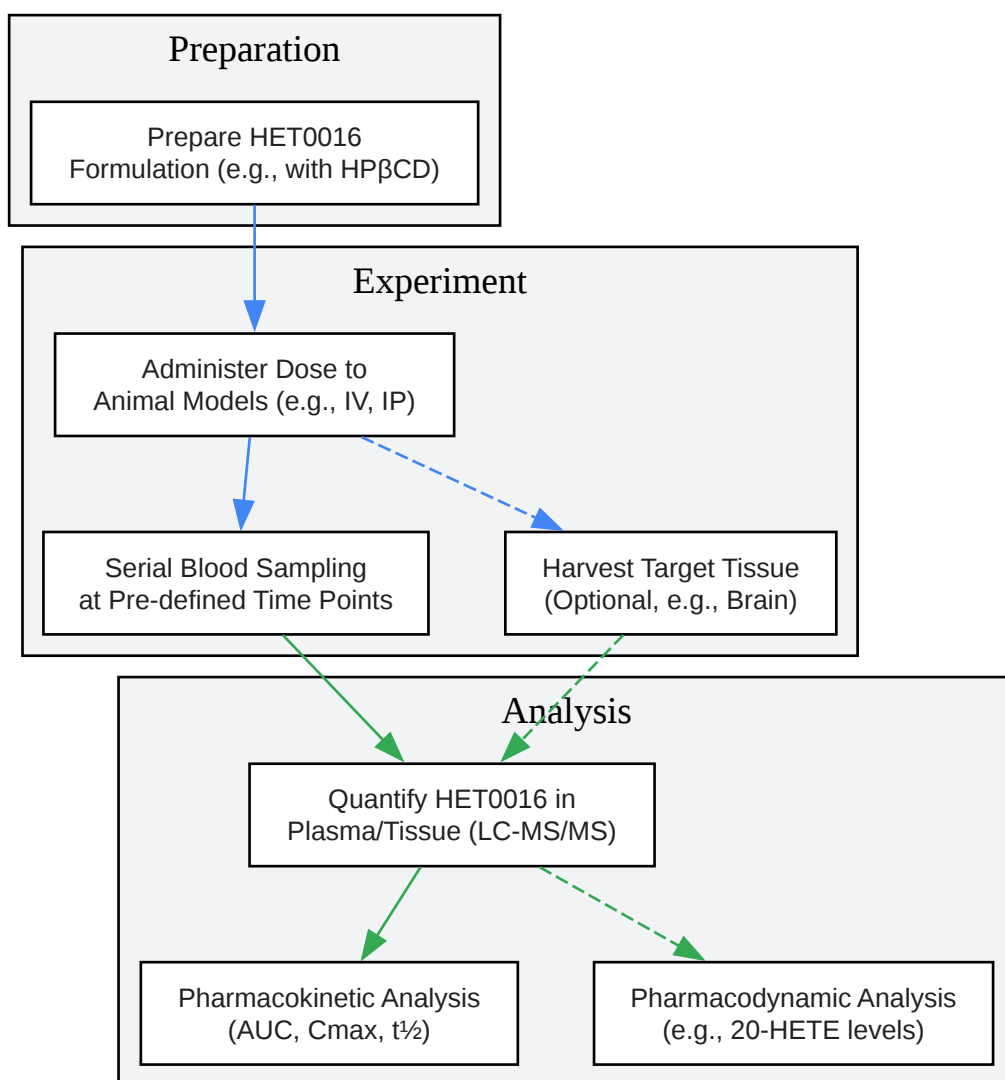 Preparation
Prepare HET0016
Formulation (e.g., with HPβCD)
Experiment
Administer Dose to
Animal Models (e.g., IV, IP)
Serial Blood Sampling
at Pre-defined Time Points
Harvest Target Tissue
(Optional, e.g., Brain)
Analysis
Quantify HET0016 in
Plasma/Tissue (LC-MS/MS)
Pharmacokinetic Analysis
(AUC, Cmax, t½)
Pharmacodynamic Analysis
(e.g., 20-HETE levels)